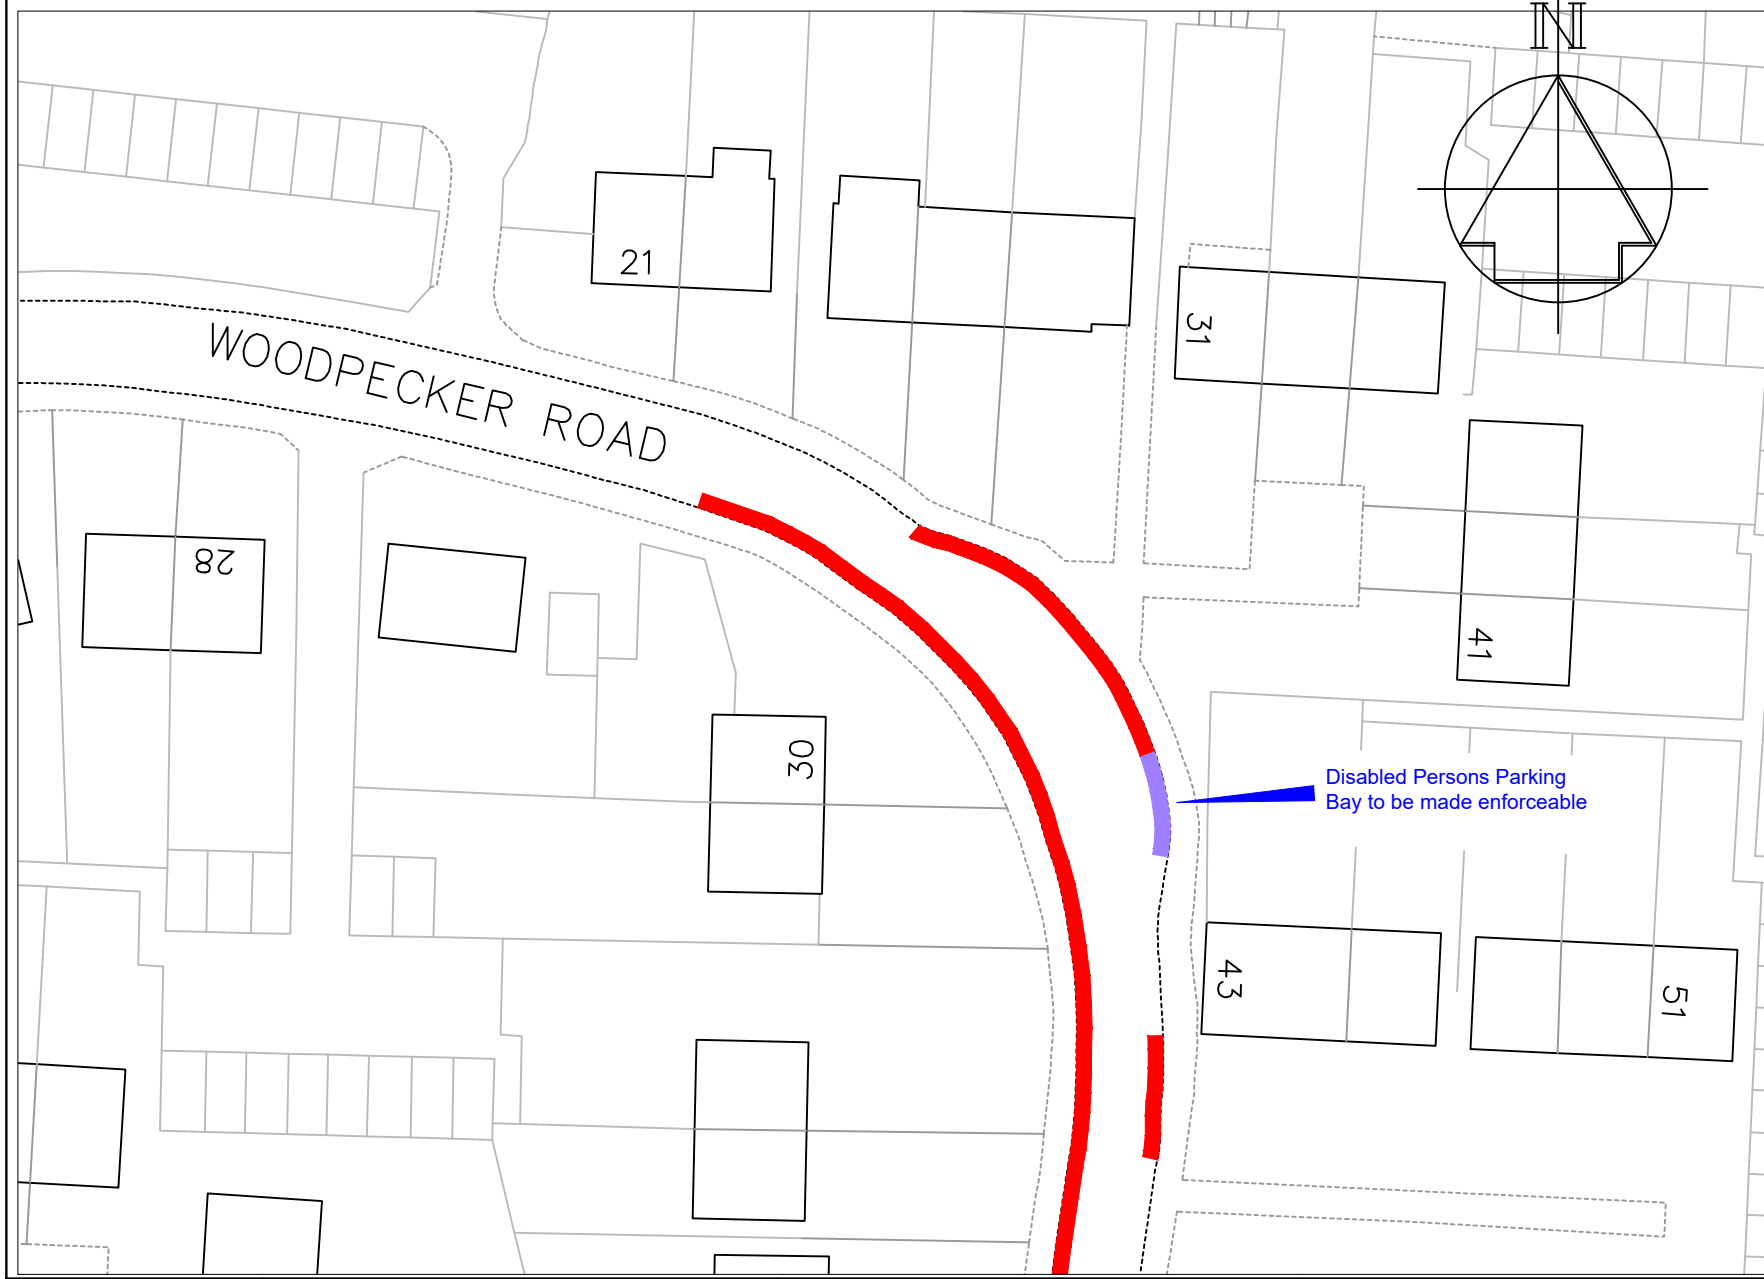 N
21
31
WOODPECKER ROAD
28
41
30
Disabled Persons Parking
Bay to be made enforceable
43
51